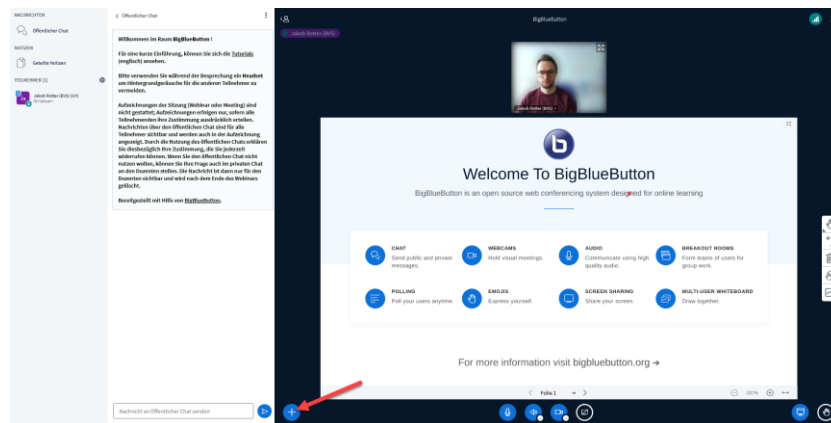 NACHRICHTEN
Öffentlicher Chat
NOTIZEN
Geteilte Notizen
TEILNEHMER (1)
Jakob Rotter (BVS) (Ich)
Öffentlicher Chat
Willkommen im Raum BigBlueButton !
Für eine kurze Einführung, können Sie sich die Tutorials
(englisch) ansehen.
Bitte verwenden Sie während der Besprechung ein Headset
um Hintergrundgeräusche für die anderen Teilnehmer zu
vermeiden.
Aufzeichnungen der Sitzung (Webinar oder Meeting) sind
nicht gestattet; Aufzeichnungen erfolgen nur, sofern alle
Teilnehmenden ihre Zustimmung ausdrücklich erteilen.
Nachrichten über den öffentlichen Chat sind für alle
Teilnehmer sichtbar und werden auch in der Aufzeichnung
angezeigt. Durch die Nutzung des öffentlichen Chats erklären
Sie diesbezüglich Ihre Zustimmung, die Sie jederzeit
widerrufen können. Wenn Sie den öffentlichen Chat nicht
nutzen wollen, können Sie Ihre Frage auch im privaten Chat
an den Dozenten stellen. Die Nachricht ist dann nur für den
Dozenten sichtbar und wird nach dem Ende des Webinars
gelöscht.
Bereitgestellt mit Hilfe von BigBlueButton.
Nachricht an Öffentlicher Chat senden
BigBlueButton
Jakob Rotter (BVS)
Jakob Rotter (BVS)
b
Welcome To BigBlueButton
BigBlueButton is an open source web conferencing system designed for online learning
CHAT
Send public and private
messages.
WEBCAMS
Hold visual meetings.
AUDIO
Communicate using high
quality audio.
BREAKOUT ROOMS
Form teams of users for
group work.
POLLING
Poll your users anytime.
EMOJIS
Express yourself.
SCREEN SHARING
Share your screen.
MULTI-USER WHITEBOARD
Draw together.
For more information visit bigbluebutton.org →
Folie 1
100%